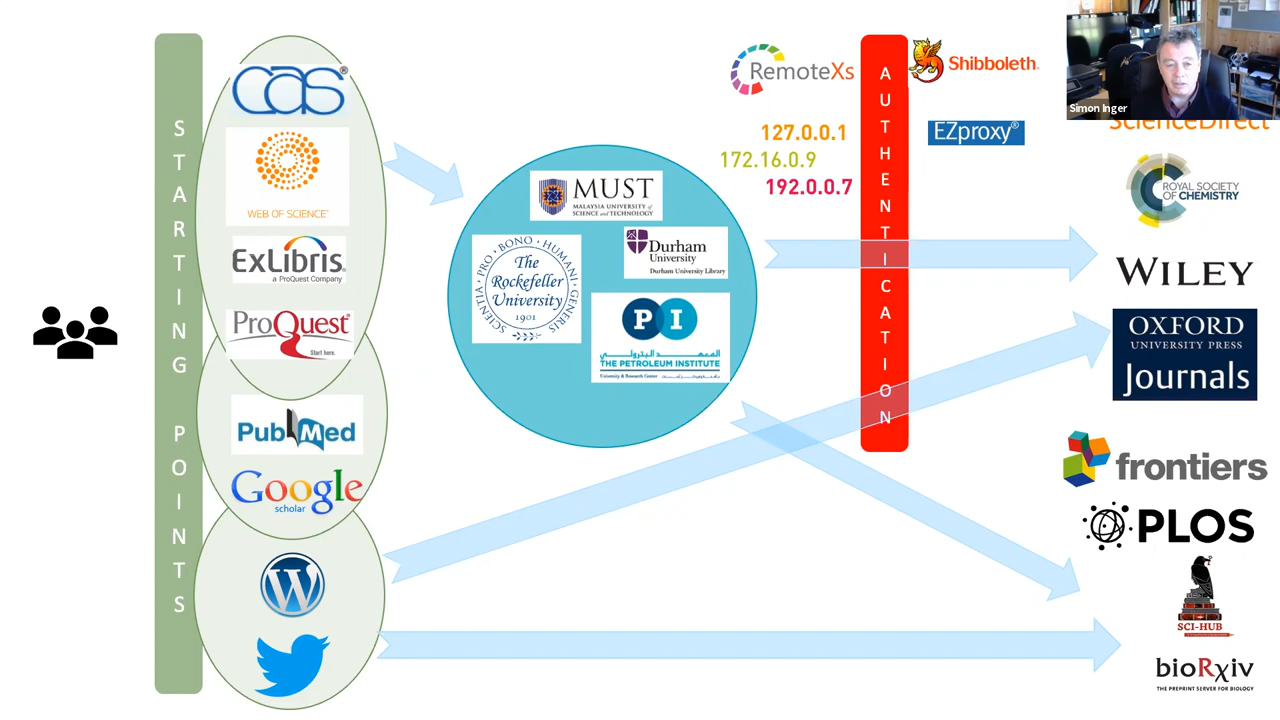 STARTING POINTS
CAS®
WEB OF SCIENCE™
ExLibris
a ProQuest Company
ProQuest
Start here.
PubMed
Google
scholar
MUST
MALAYSIA UNIVERSITY of
SCIENCE and TECHNOLOGY
SCIENTIA · PRO · BONO · HUMANI · GENERIS
The
Rockefeller
University
1901
Durham
University
Durham University Library
PI
المعهد البترولي
THE PETROLEUM INSTITUTE
University & Research Center
RemoteXs
127.0.0.1
172.16.0.9
192.0.0.7
AUTHENTICATION
Shibboleth.
EZproxy®
Simon Inger
ScienceDirect
ROYAL SOCIETY
OF CHEMISTRY
WILEY
OXFORD
UNIVERSITY PRESS
Journals
frontiers
PLOS
SCI-HUB
bioRxiv
THE PREPRINT SERVER FOR BIOLOGY